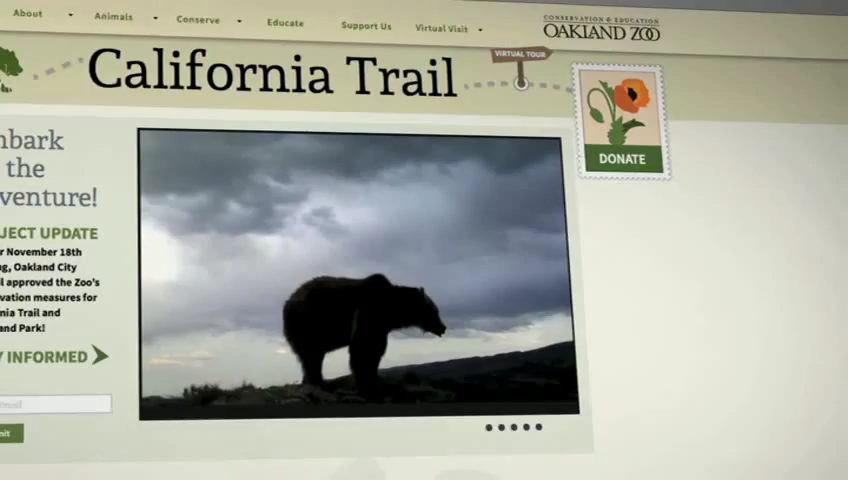 About
Animals
Conserve
Educate
Support Us
Virtual Visit
CONSERVATION & EDUCATION
OAKLAND ZOO
California Trail
VIRTUAL TOUR
DONATE
mbark
the
venture!
JECT UPDATE
r November 18th
g, Oakland City
l approved the Zoo's
vation measures for
nia Trail and
and Park!
Y INFORMED
email
mit